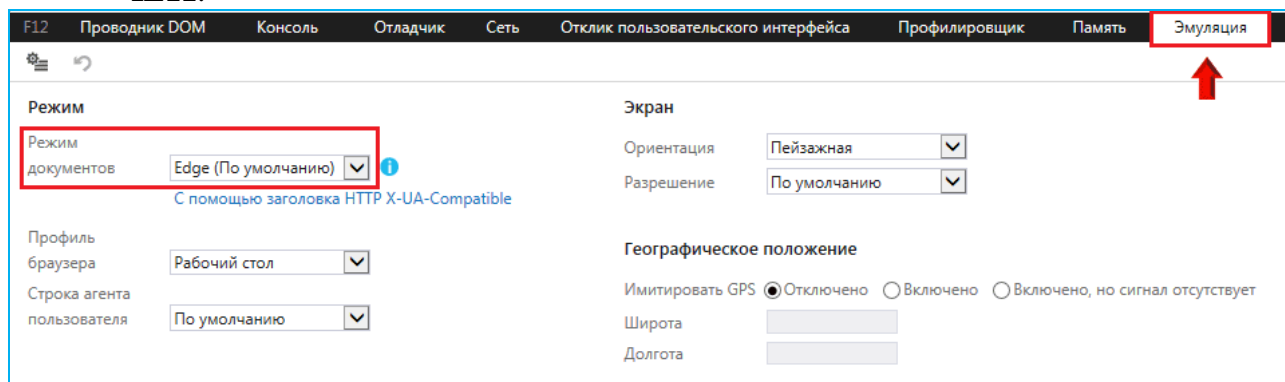 F12 Проводник DOM Консоль Отладчик Сеть Отклик пользовательского интерфейса Профилировщик Память Эмуляция
Режим
Режим
документов Edge (По умолчанию)
С помощью заголовка HTTP X-UA-Compatible
Профиль
браузера Рабочий стол
Строка агента
пользователя По умолчанию
Экран
Ориентация Пейзажная
Разрешение По умолчанию
Географическое положение
Имитировать GPS Отключено Включено Включено, но сигнал отсутствует
Широта
Долгота